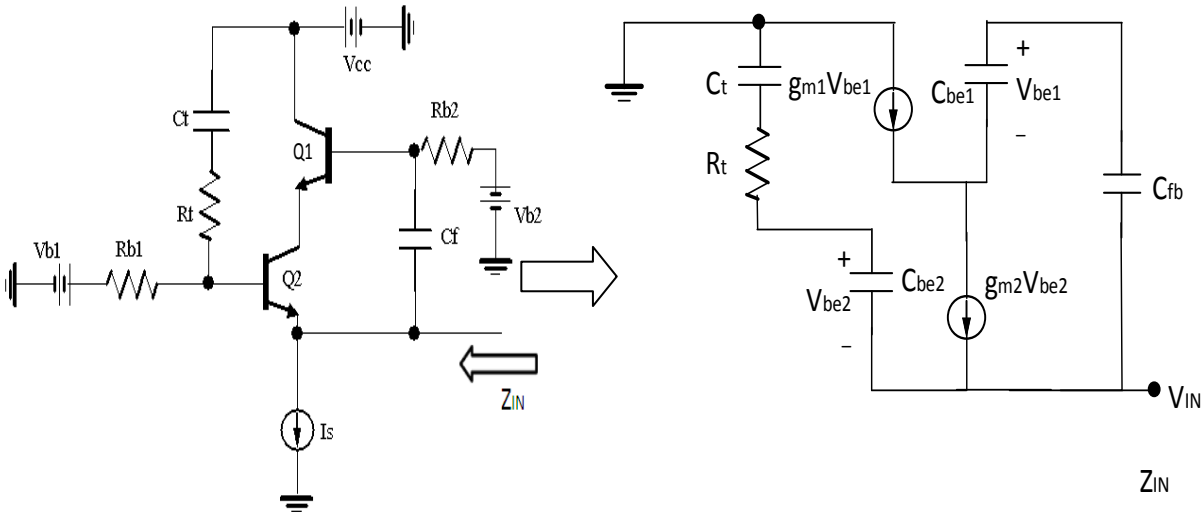 Vcc
Ct
Rb2
Q1
Rt
Vb2
Cf
Vb1
Rb1
Q2
ZIN
Is
Ct
gm1Vbe1
Cbe1
+
Vbe1
–
Rt
Cfb
+
Vbe2
–
Cbe2
gm2Vbe2
VIN
ZIN